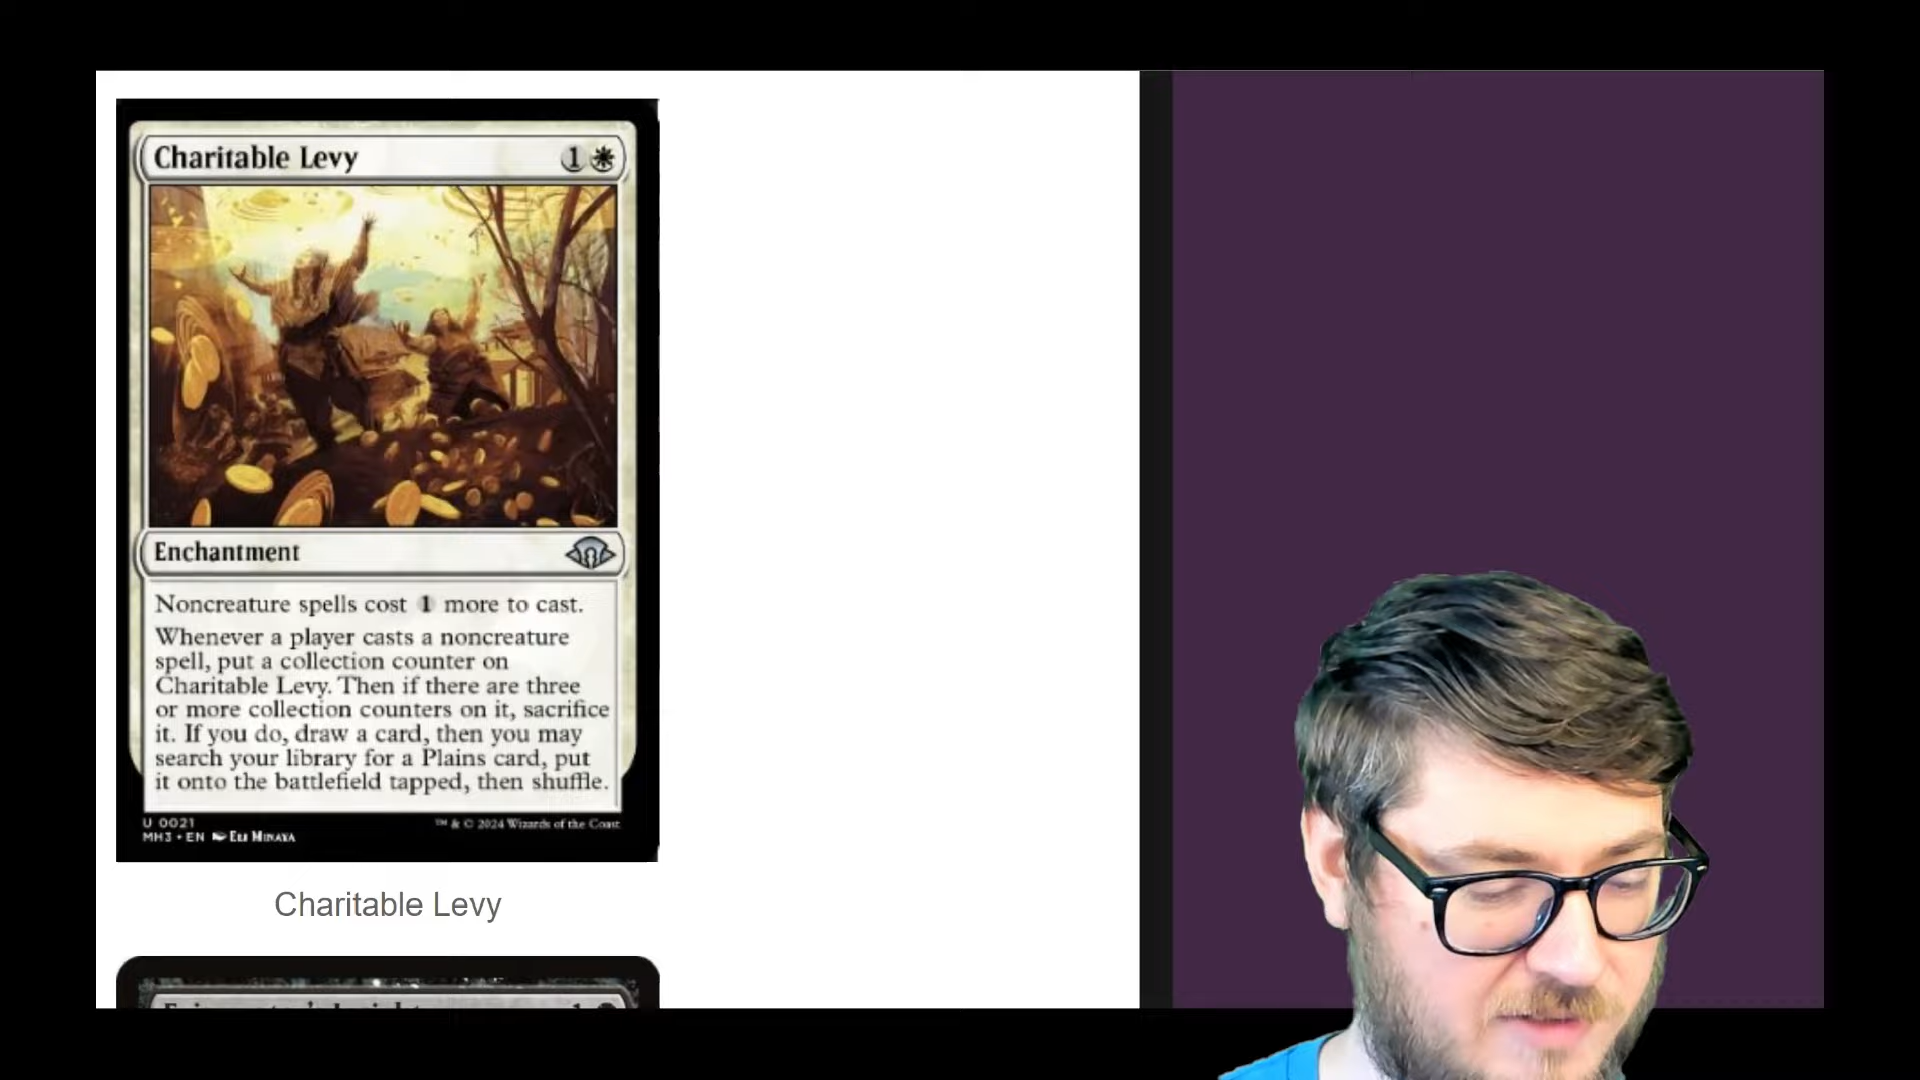 Charitable Levy 1
Enchantment
Noncreature spells cost 1 more to cast.
Whenever a player casts a noncreature
spell, put a collection counter on
Charitable Levy. Then if there are three
or more collection counters on it, sacrifice
it. If you do, draw a card, then you may
search your library for a Plains card, put
it onto the battlefield tapped, then shuffle.
U 0021
MH3 • EN Eli Minaya
™ & © 2024 Wizards of the Coast
Charitable Levy